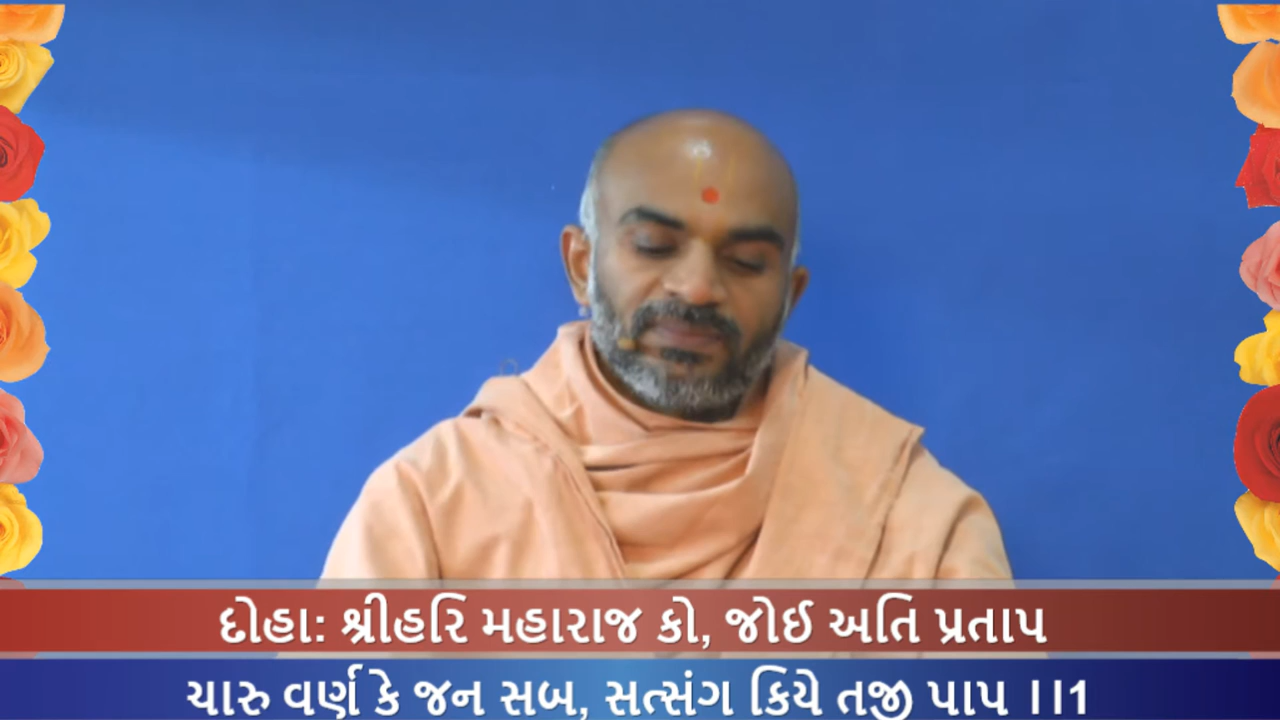 દોહા: શ્રીહરિ મહારાજ કો, જોઈ અતિ પ્રતાપ
ચારુ વર્ણ કે જન સબ, સત્સંગ કિયે તજી પાપ ।।1